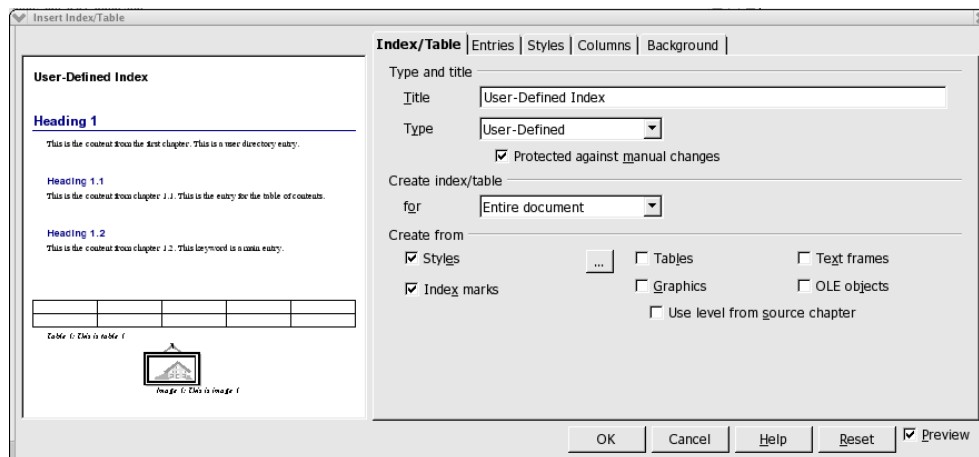 Insert Index/Table
User-Defined Index
Heading 1
This is the content from the first chapter. This is a user directory entry.
Heading 1.1
This is the content from chapter 1.1. This is the entry for the table of contents.
Heading 1.2
This is the content from chapter 1.2. This keyword is a main entry.
Table 1: This is table 1
Image 1: This is image 1
Index/Table Entries Styles Columns Background
Type and title
Title User-Defined Index
Type User-Defined
Protected against manual changes
Create index/table
for Entire document
Create from
Styles ... Tables Text frames
Index marks Graphics OLE objects
Use level from source chapter
OK Cancel Help Reset Preview